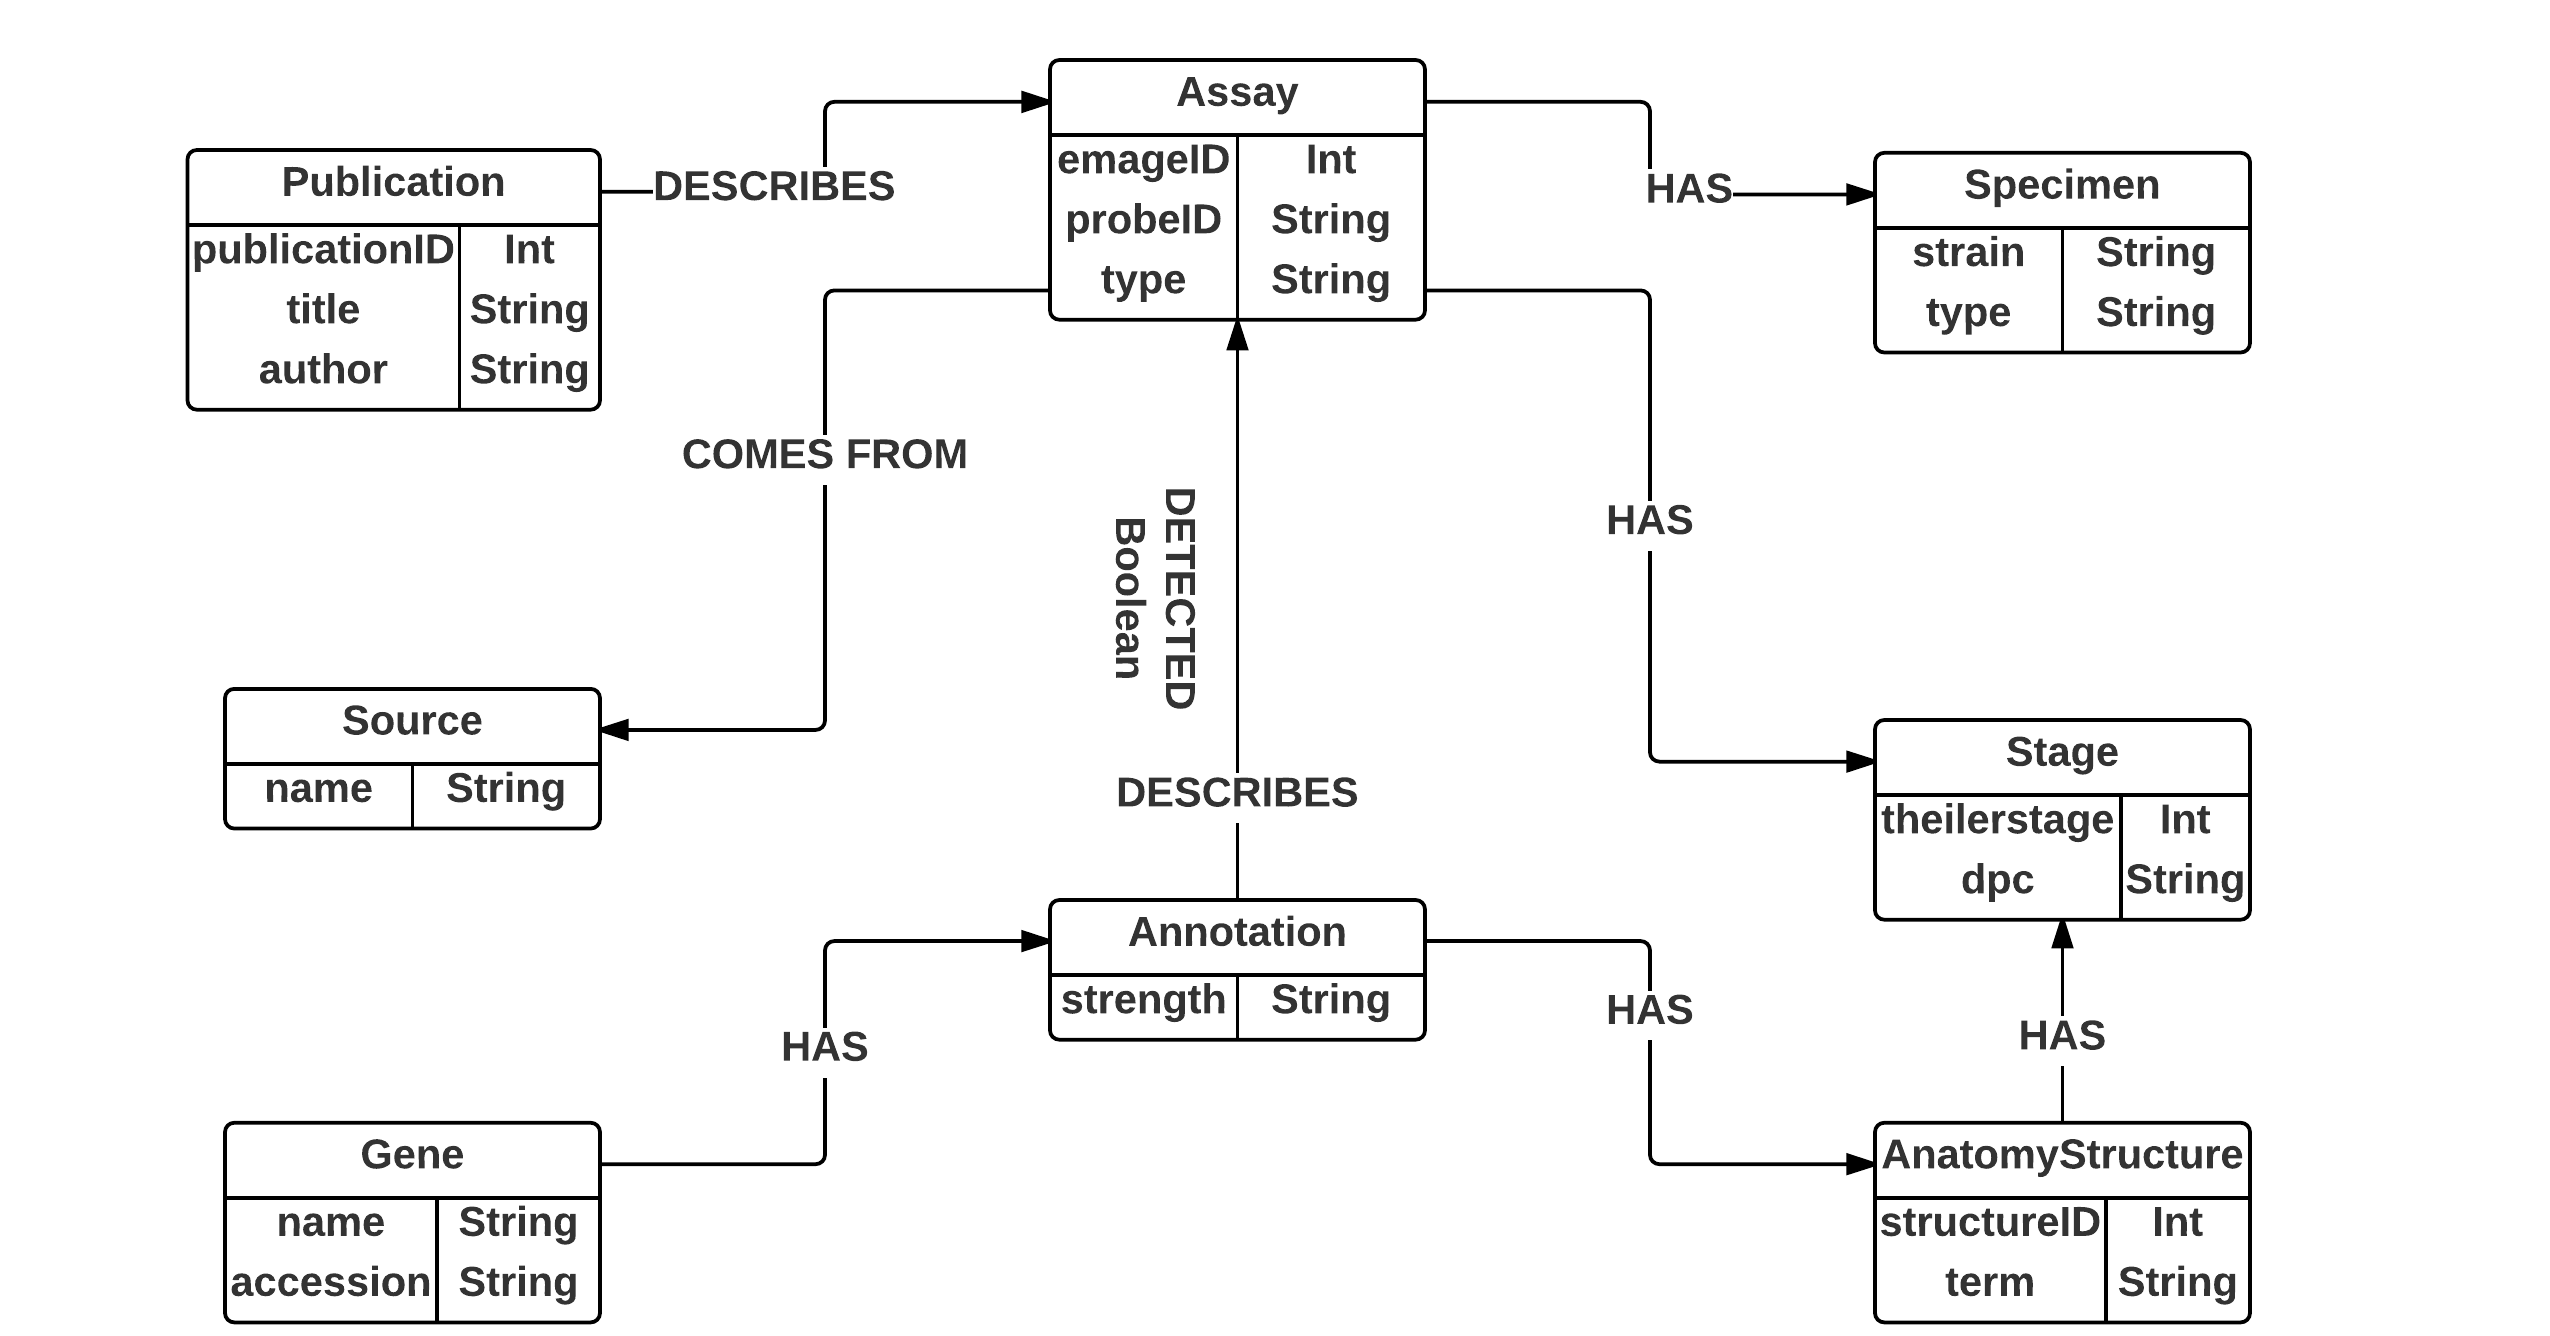 Assay
emageID Int
probeID String
type String
Publication
publicationID Int
title String
author String
DESCRIBES
HAS
Specimen
strain String
type String
COMES FROM
HAS
DETECTED
Boolean
Source
name String
DESCRIBES
Stage
theilerstage Int
dpc String
Annotation
strength String
HAS
HAS
HAS
Gene
name String
accession String
AnatomyStructure
structureID Int
term String